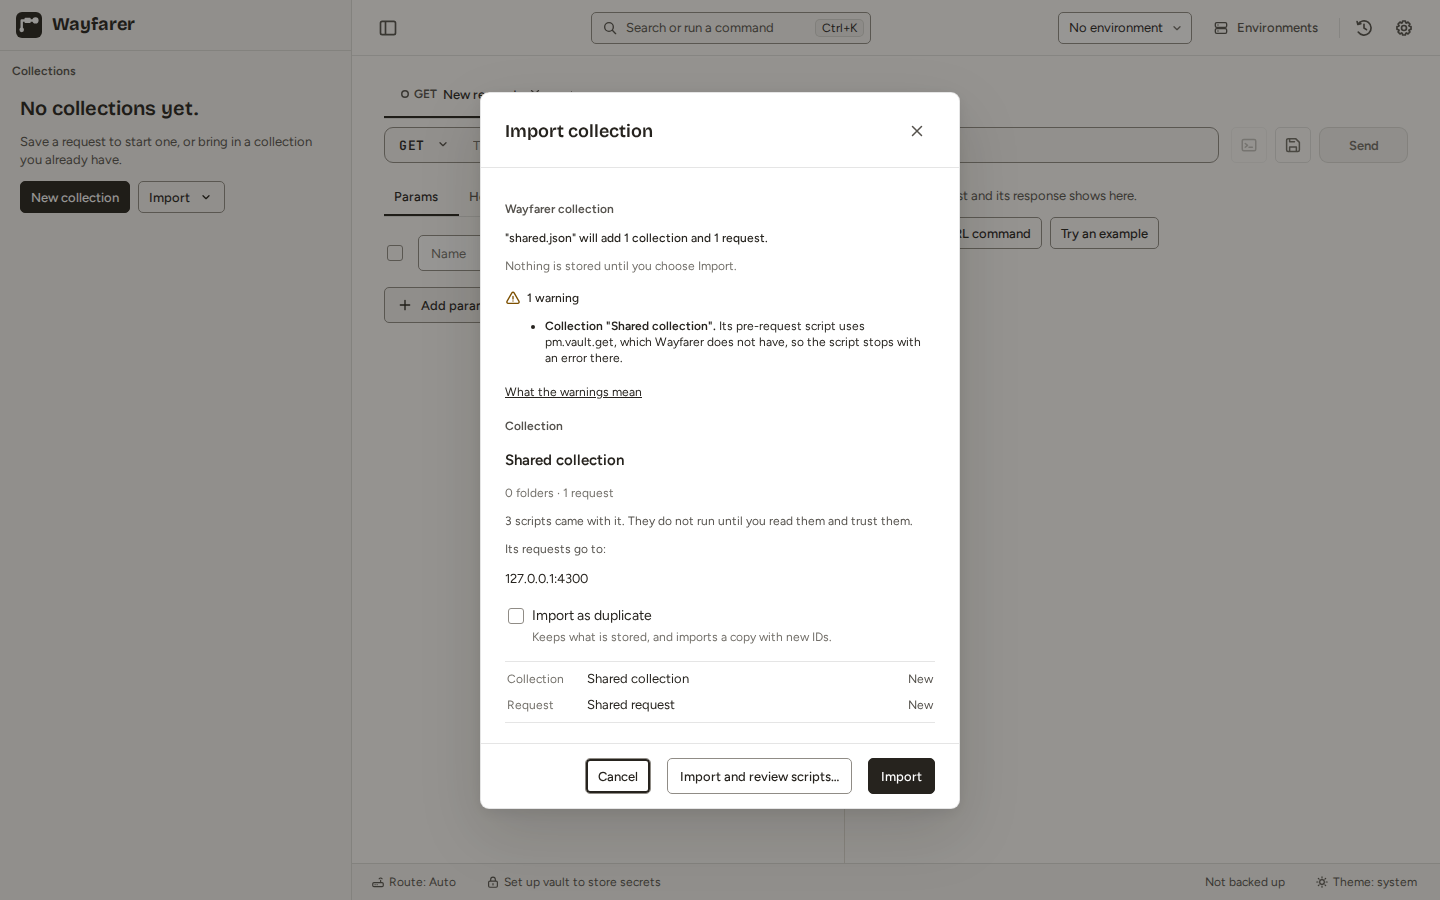 Wayfarer
Search or run a command
Ctrl+K
No environment
Environments
Collections
No collections yet.
Save a request to start one, or bring in a collection
you already have.
New collection
Import
GET New re
GET
Send
Params
st and its response shows here.
command
Try an example
Name
Add
Import collection
Wayfarer collection
"shared.json" will add 1 collection and 1 request.
Nothing is stored until you choose Import.
1 warning
Collection "Shared collection". Its pre-request script uses
pm.vault.get, which Wayfarer does not have, so the script stops with
an error there.
What the warnings mean
Collection
Shared collection
0 folders · 1 request
3 scripts came with it. They do not run until you read them and trust them.
Its requests go to:
127.0.0.1:4300
Import as duplicate
Keeps what is stored, and imports a copy with new IDs.
Collection Shared collection New
Request Shared request New
Cancel
Import and review scripts...
Import
Route: Auto
Set up vault to store secrets
Not backed up
Theme: system